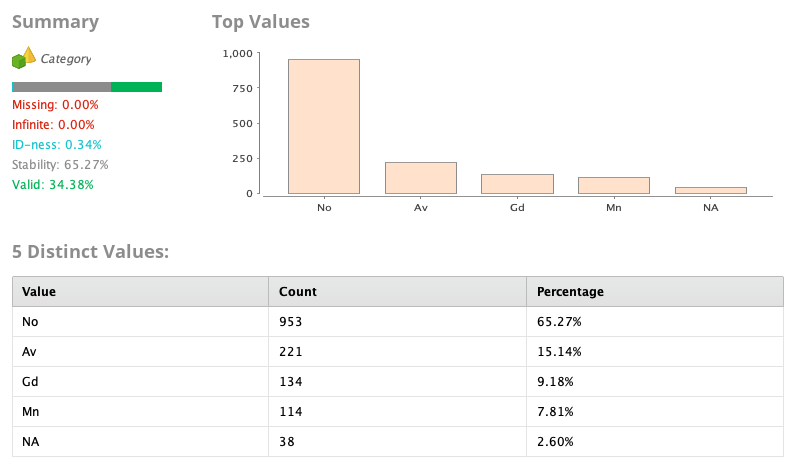 Summary
Category
Missing: 0.00%
Infinite: 0.00%
ID-ness: 0.34%
Stability: 65.27%
Valid: 34.38%
Top Values
1,000
750
500
250
0
No Av Gd Mn NA
5 Distinct Values:
Value Count Percentage
No 953 65.27%
Av 221 15.14%
Gd 134 9.18%
Mn 114 7.81%
NA 38 2.60%